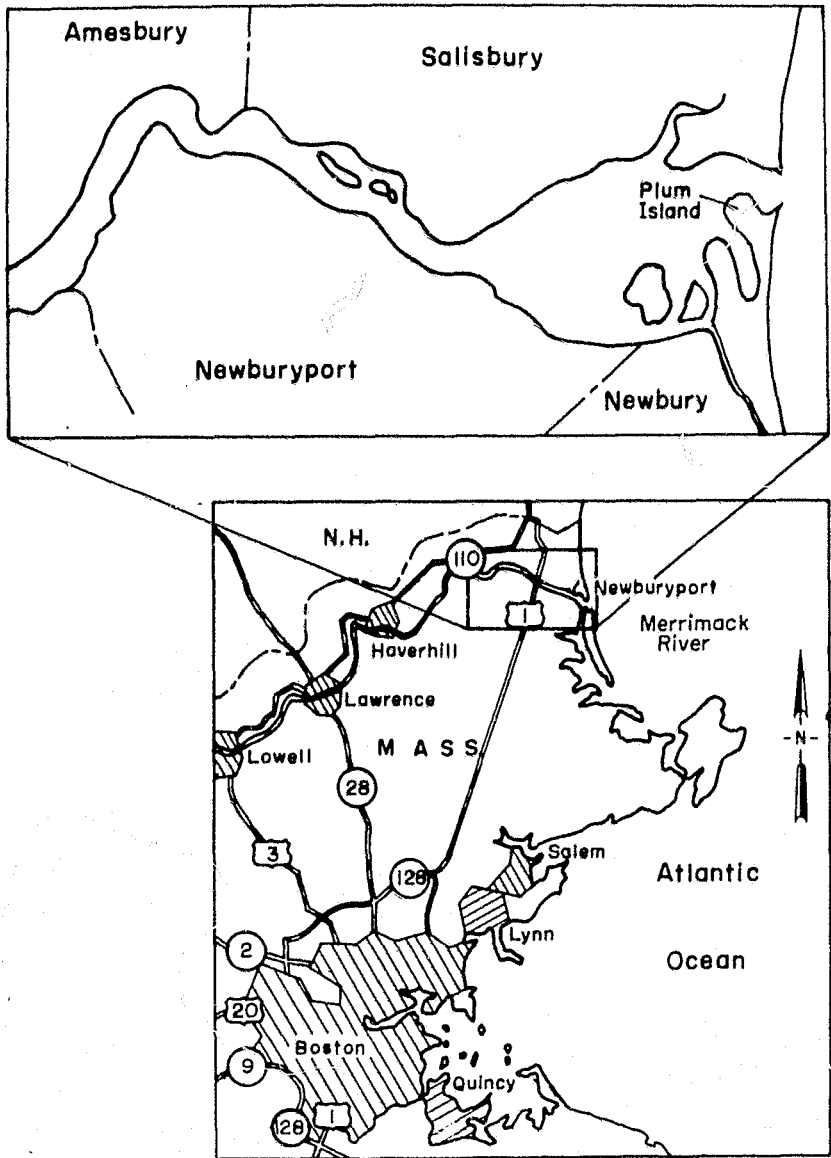 Amesbury
Salisbury
Plum
Island
Newburyport
Newbury
N.H.
110
Newburyport
1
Merrimack
River
Haverhill
Lawrence
-N-
MASS.
Lowell
28
3
Salem
128
Atlantic
Lynn
2
Ocean
20
Boston
9
Quincy
128
1